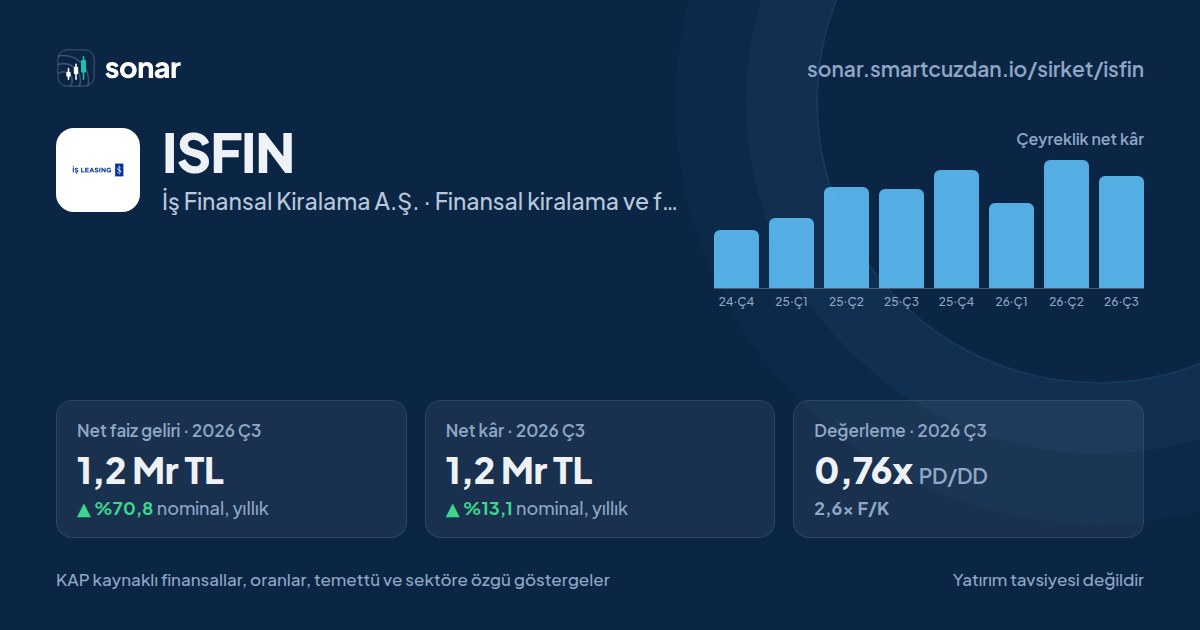 sonar
sonar.smartcuzdan.io/sirket/isfin
İŞ LEASING
ISFIN
İş Finansal Kiralama A.Ş. · Finansal kiralama ve f...
Çeyreklik net kâr
24·Ç4 25·Ç1 25·Ç2 25·Ç3 25·Ç4 26·Ç1 26·Ç2 26·Ç3
Net faiz geliri · 2026 Ç3
1,2 Mr TL
▲ %70,8 nominal, yıllık
Net kâr · 2026 Ç3
1,2 Mr TL
▲ %13,1 nominal, yıllık
Değerleme · 2026 Ç3
0,76x PD/DD
2,6× F/K
KAP kaynaklı finansallar, oranlar, temettü ve sektöre özgü göstergeler
Yatırım tavsiyesi değildir